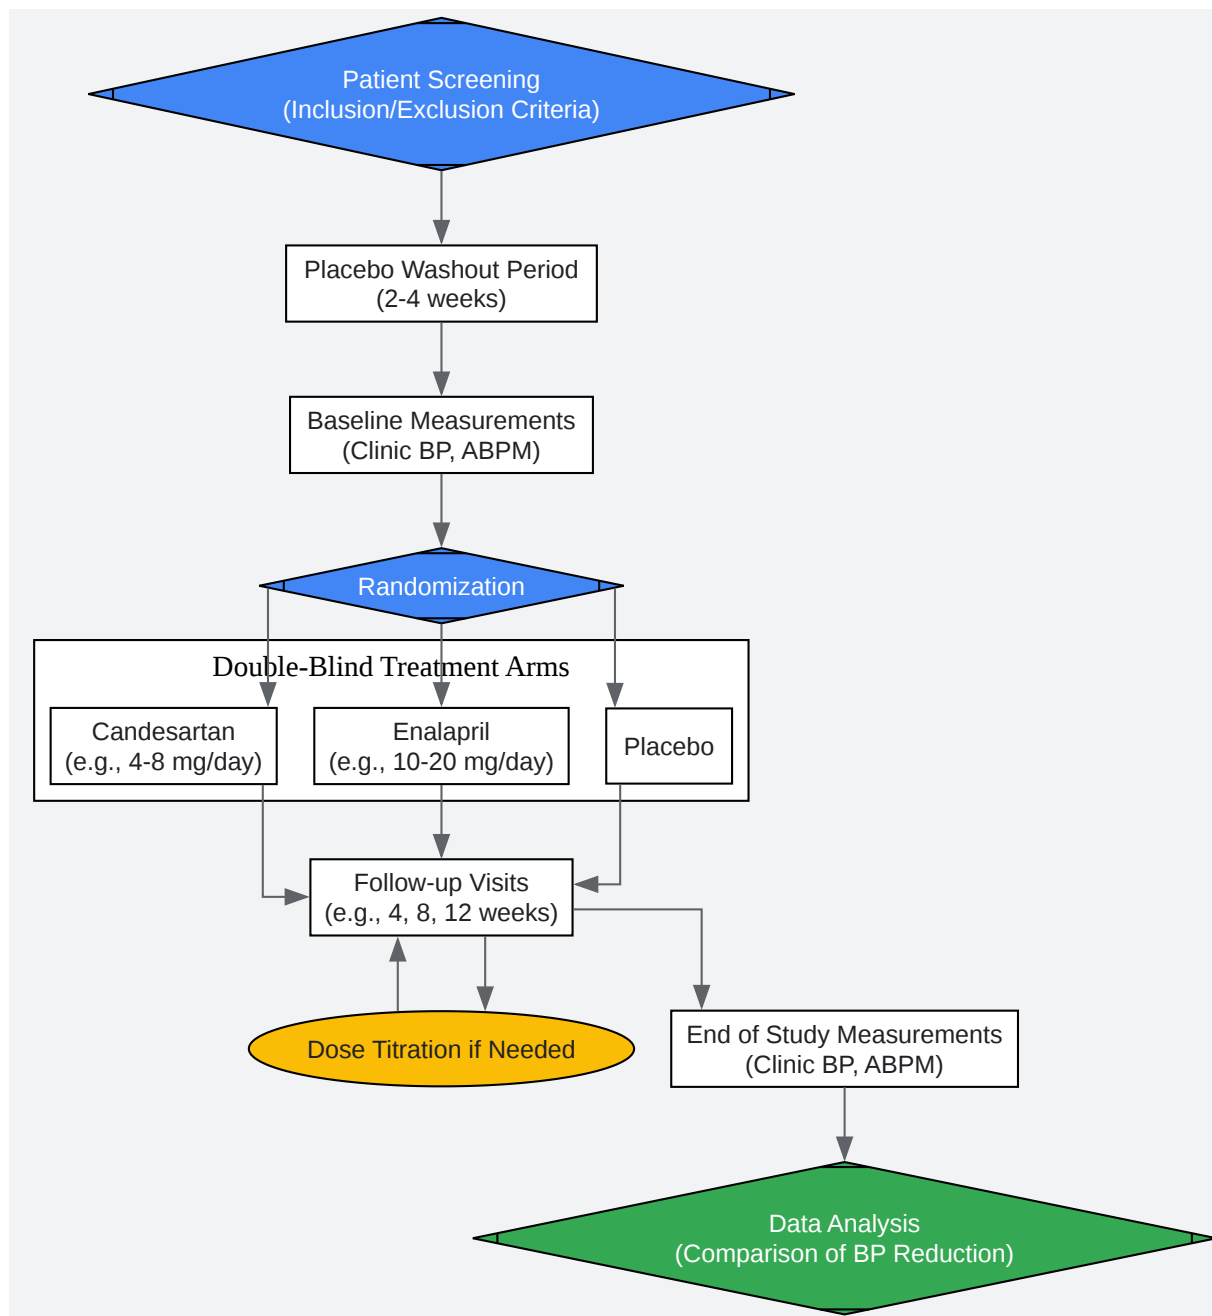 Patient Screening
(Inclusion/Exclusion Criteria)
Placebo Washout Period
(2-4 weeks)
Baseline Measurements
(Clinic BP, ABPM)
Randomization
Double-Blind Treatment Arms
Candesartan
(e.g., 4-8 mg/day)
Enalapril
(e.g., 10-20 mg/day)
Placebo
Follow-up Visits
(e.g., 4, 8, 12 weeks)
Dose Titration if Needed
End of Study Measurements
(Clinic BP, ABPM)
Data Analysis
(Comparison of BP Reduction)